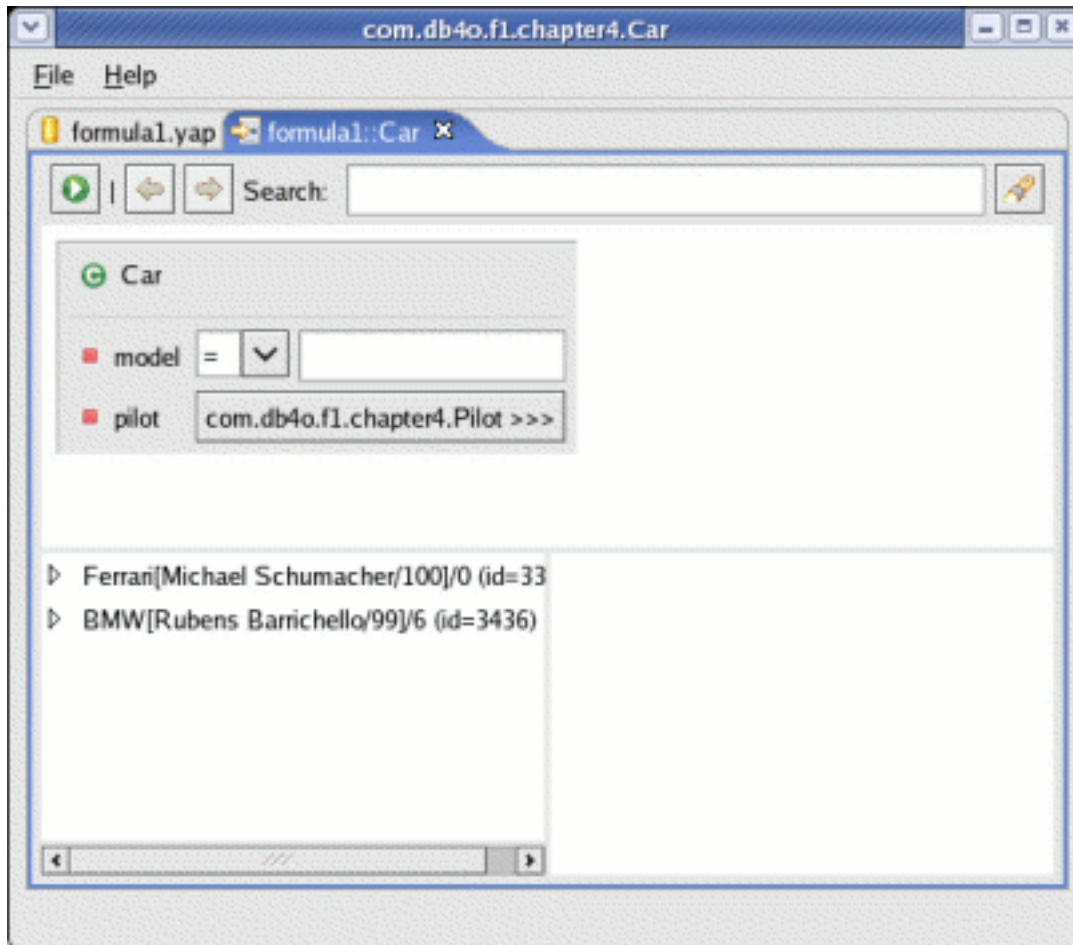 com.db4o.f1.chapter4.Car
File Help
formula1.yap formula1::Car
Search:
Car
model =
pilot com.db4o.f1.chapter4.Pilot >>>
Ferrari[Michael Schumacher/100]/0 (id=33
BMW[Rubens Barrichello/99]/6 (id=3436)